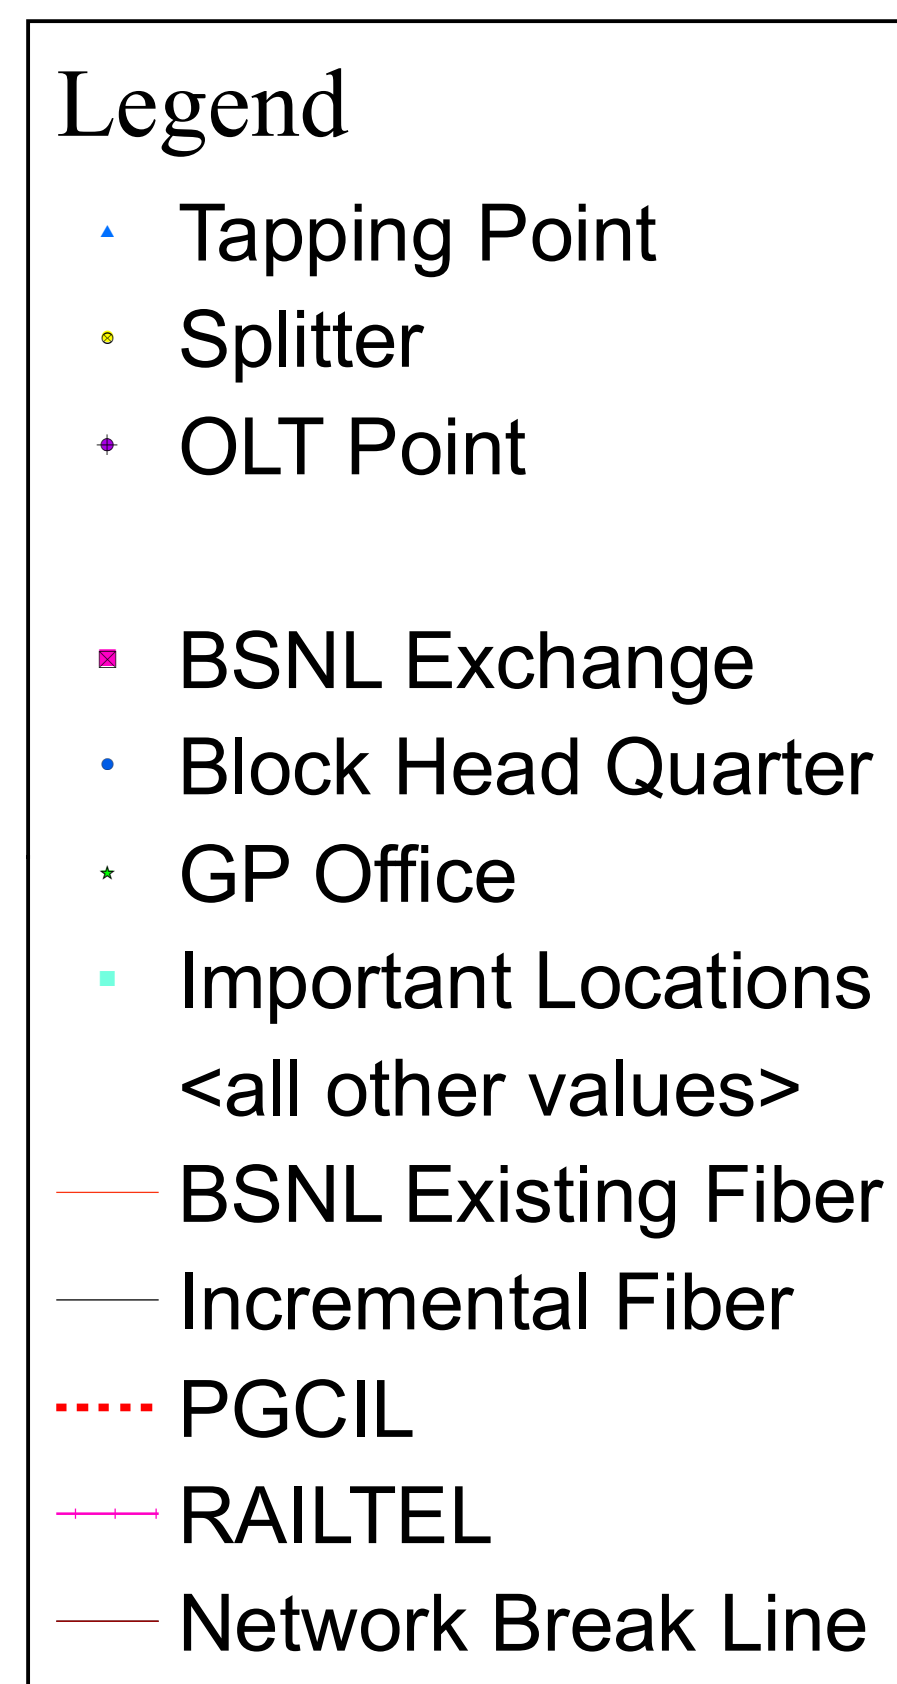 Legend
Tapping Point
Splitter
OLT Point
BSNL Exchange
Block Head Quarter
GP Office
Important Locations
<all other values>
BSNL Existing Fiber
Incremental Fiber
PGCIL
RAILTEL
Network Break Line